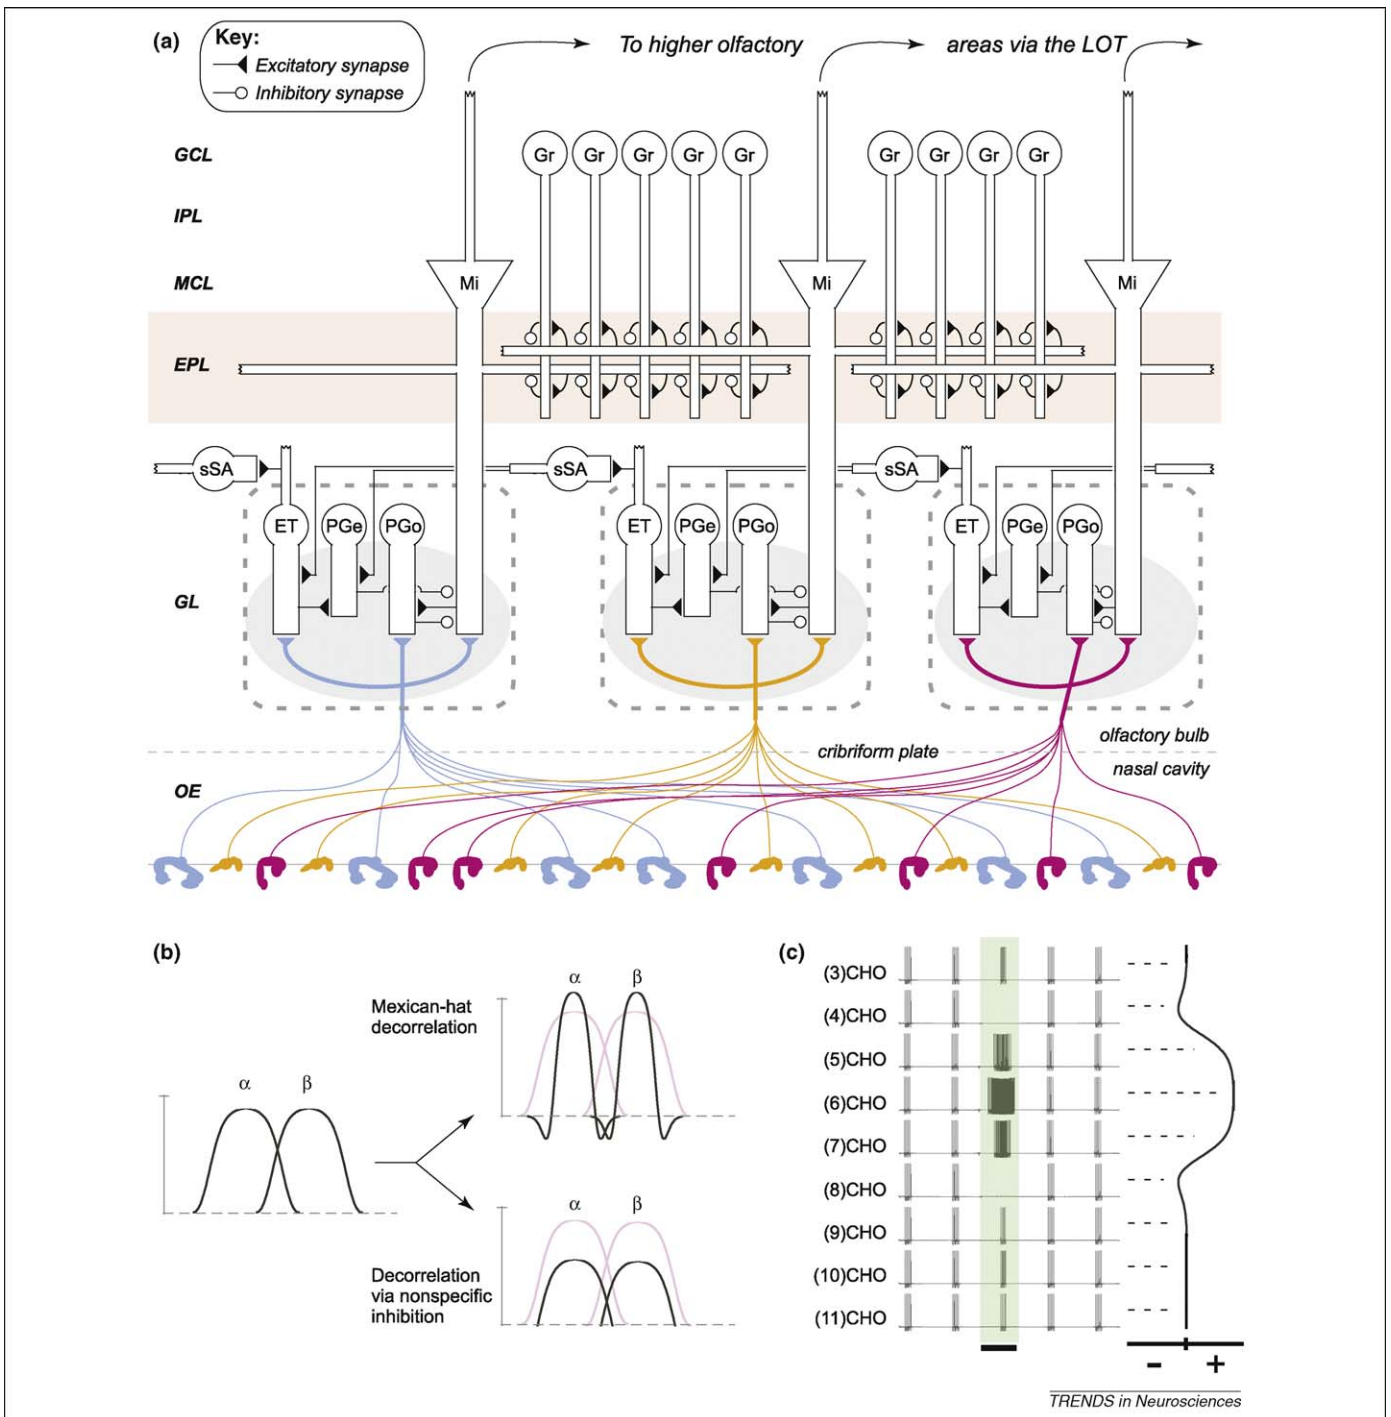 (a)
Key:
Excitatory synapse
Inhibitory synapse
To higher olfactory areas via the LOT
GCL
Gr Gr Gr Gr Gr Gr Gr Gr Gr
IPL
MCL
Mi Mi Mi
EPL
sSA sSA sSA
ET PGe PGo ET PGe PGo ET PGe PGo
GL
olfactory bulb
cribriform plate
nasal cavity
OE
(b)
α β
Mexican-hat
decorrelation
α β
Decorrelation
via nonspecific
inhibition
α β
(c)
(3)CHO
(4)CHO
(5)CHO
(6)CHO
(7)CHO
(8)CHO
(9)CHO
(10)CHO
(11)CHO
- +
TRENDS in Neurosciences